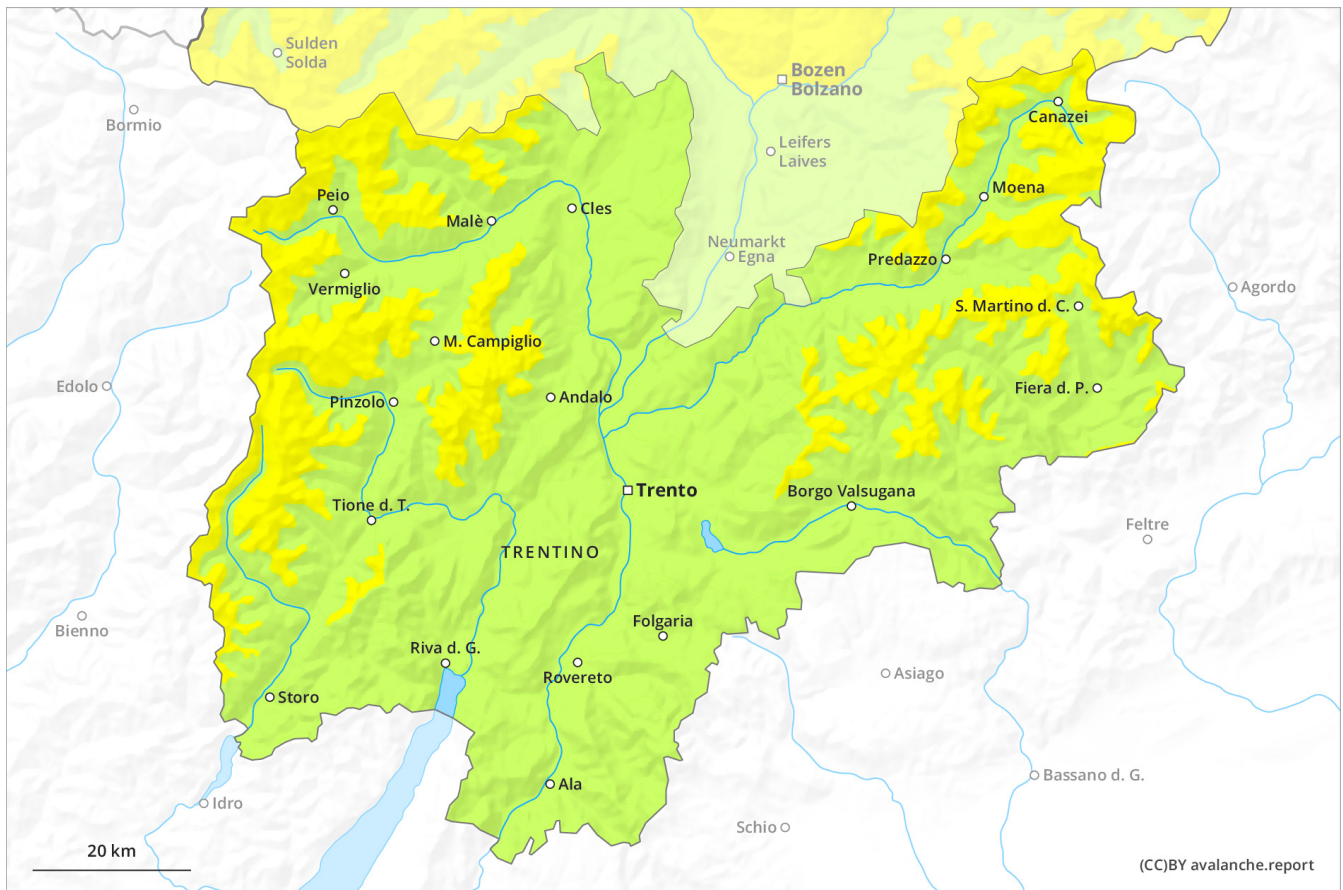 Sulden
Solda
Bozen
Bolzano
Bormio
Canazei
Leifers
Laives
Moena
Peio
Malè
Cles
Neumarkt
Egna
Predazzo
Vermiglio
Agordo
S. Martino d. C.
M. Campiglio
Edolo
Fiera d. P.
Pinzolo
Andalo
Trento
Borgo Valsugana
Tione d. T.
Feltre
TRENTINO
Folgaria
Bienno
Riva d. G.
Asiago
Rovereto
Storo
Bassano d. G.
Ala
Idro
Schio
20 km
(CC)BY avalanche.report